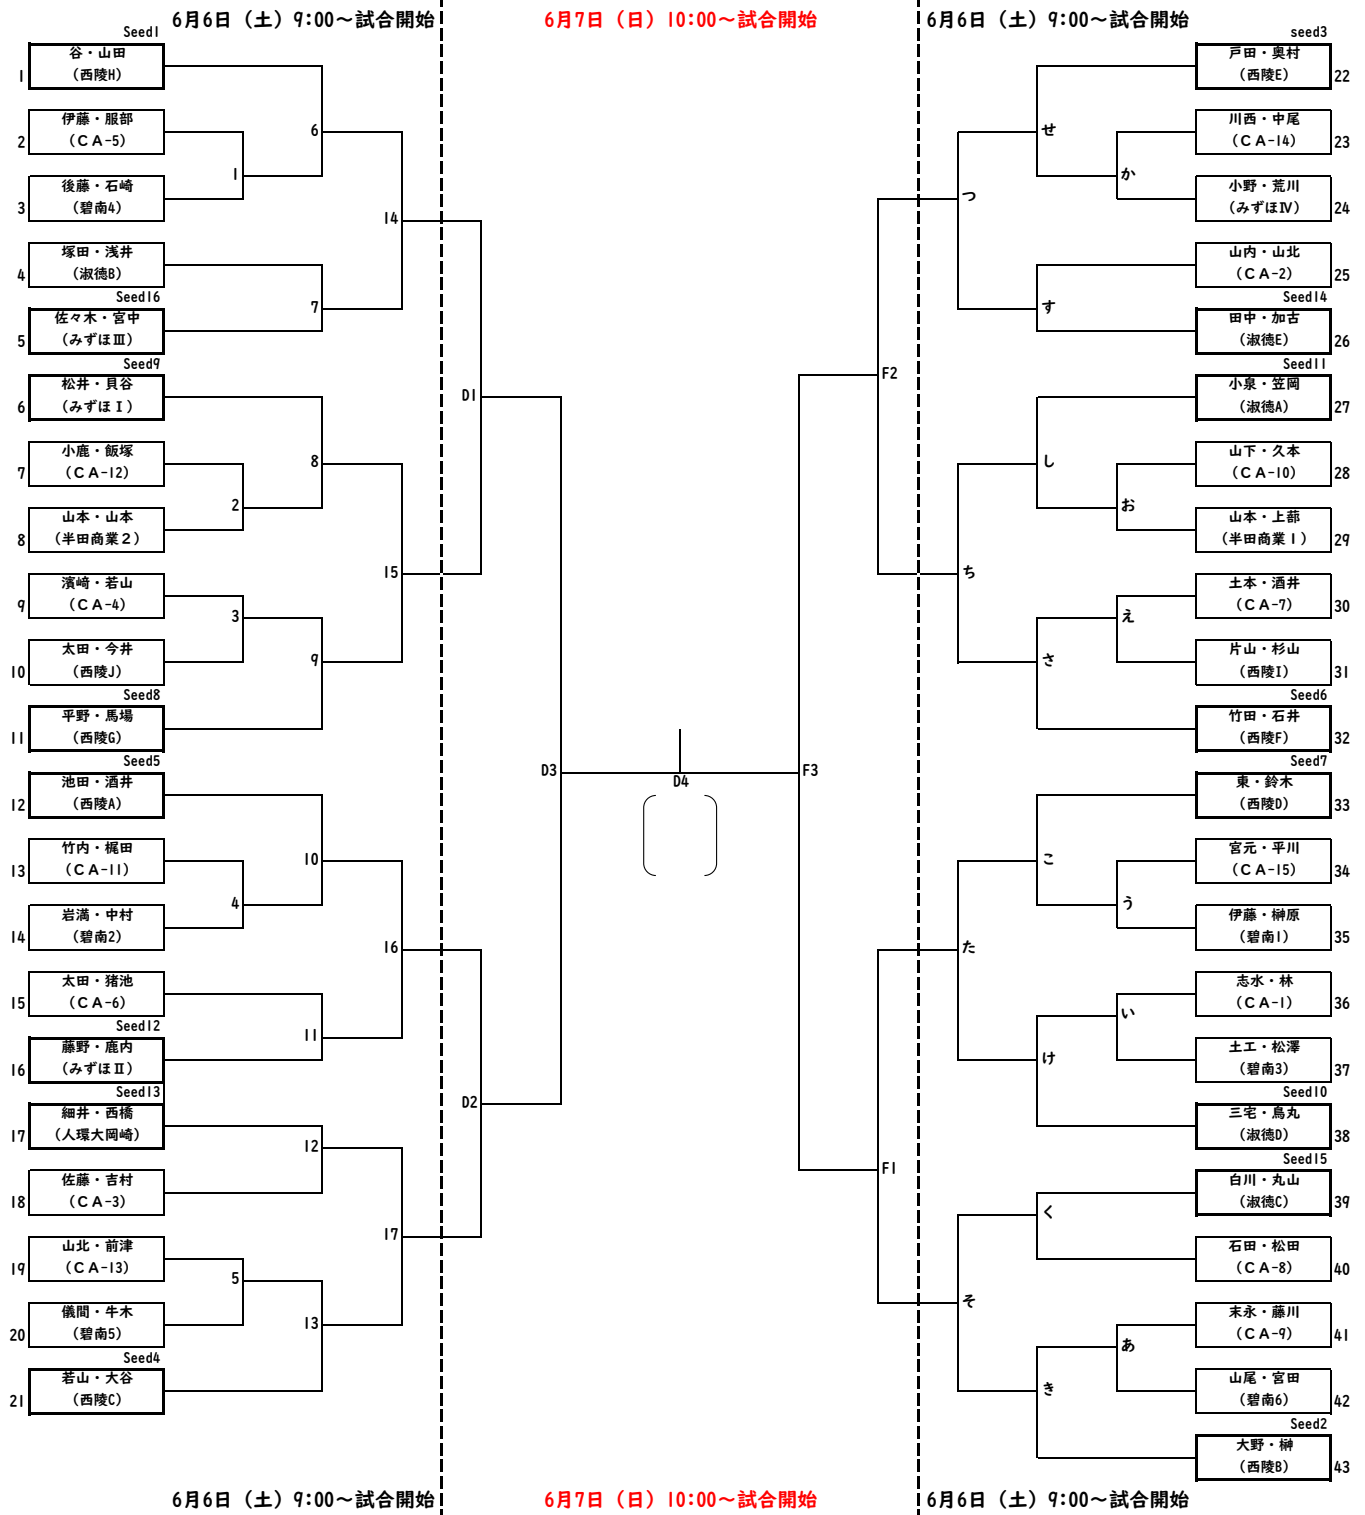 6月6日（土）9:00～試合開始
6月7日（日）10:00～試合開始
6月6日（土）9:00～試合開始
Seed1
1
谷・山田
（西陵H）
2
伊藤・服部
（ＣＡ-5）
3
後藤・石崎
（碧南4）
4
塚田・浅井
（淑徳B）
Seed16
5
佐々木・宮中
（みずほⅢ）
Seed9
6
松井・貝谷
（みずほⅠ）
7
小鹿・飯塚
（ＣＡ-12）
8
山本・山本
（半田商業２）
9
濱﨑・若山
（ＣＡ-4）
10
太田・今井
（西陵J）
Seed8
11
平野・馬場
（西陵G）
Seed5
12
池田・酒井
（西陵A）
13
竹内・梶田
（ＣＡ-11）
14
岩満・中村
（碧南2）
15
太田・猪池
（ＣＡ-6）
Seed12
16
藤野・鹿内
（みずほⅡ）
Seed13
17
細井・西橋
（人環大岡崎）
18
佐藤・吉村
（ＣＡ-3）
19
山北・前津
（ＣＡ-13）
20
儀間・牛木
（碧南5）
Seed4
21
若山・大谷
（西陵C）
1
2
3
4
5
6
7
8
9
10
11
12
13
14
15
16
17
D1
D2
D3
D4
F3
F2
F1
つ
ち
た
そ
せ
す
し
さ
こ
け
く
き
か
お
え
う
い
あ
seed3
戸田・奥村
（西陵E）
22
川西・中尾
（ＣＡ-14）
23
小野・荒川
（みずほⅣ）
24
山内・山北
（ＣＡ-2）
25
Seed14
田中・加古
（淑徳E）
26
Seed11
小泉・笠岡
（淑徳A）
27
山下・久本
（ＣＡ-10）
28
山本・上蔀
（半田商業１）
29
土本・酒井
（ＣＡ-7）
30
片山・杉山
（西陵I）
31
Seed6
竹田・石井
（西陵F）
32
Seed7
東・鈴木
（西陵D）
33
宮元・平川
（ＣＡ-15）
34
伊藤・榊原
（碧南1）
35
志水・林
（ＣＡ-1）
36
土工・松澤
（碧南3）
37
Seed10
三宅・鳥丸
（淑徳D）
38
Seed15
白川・丸山
（淑徳C）
39
石田・松田
（ＣＡ-8）
40
末永・藤川
（ＣＡ-9）
41
山尾・宮田
（碧南6）
42
Seed2
大野・榊
（西陵B）
43
6月6日（土）9:00～試合開始
6月7日（日）10:00～試合開始
6月6日（土）9:00～試合開始